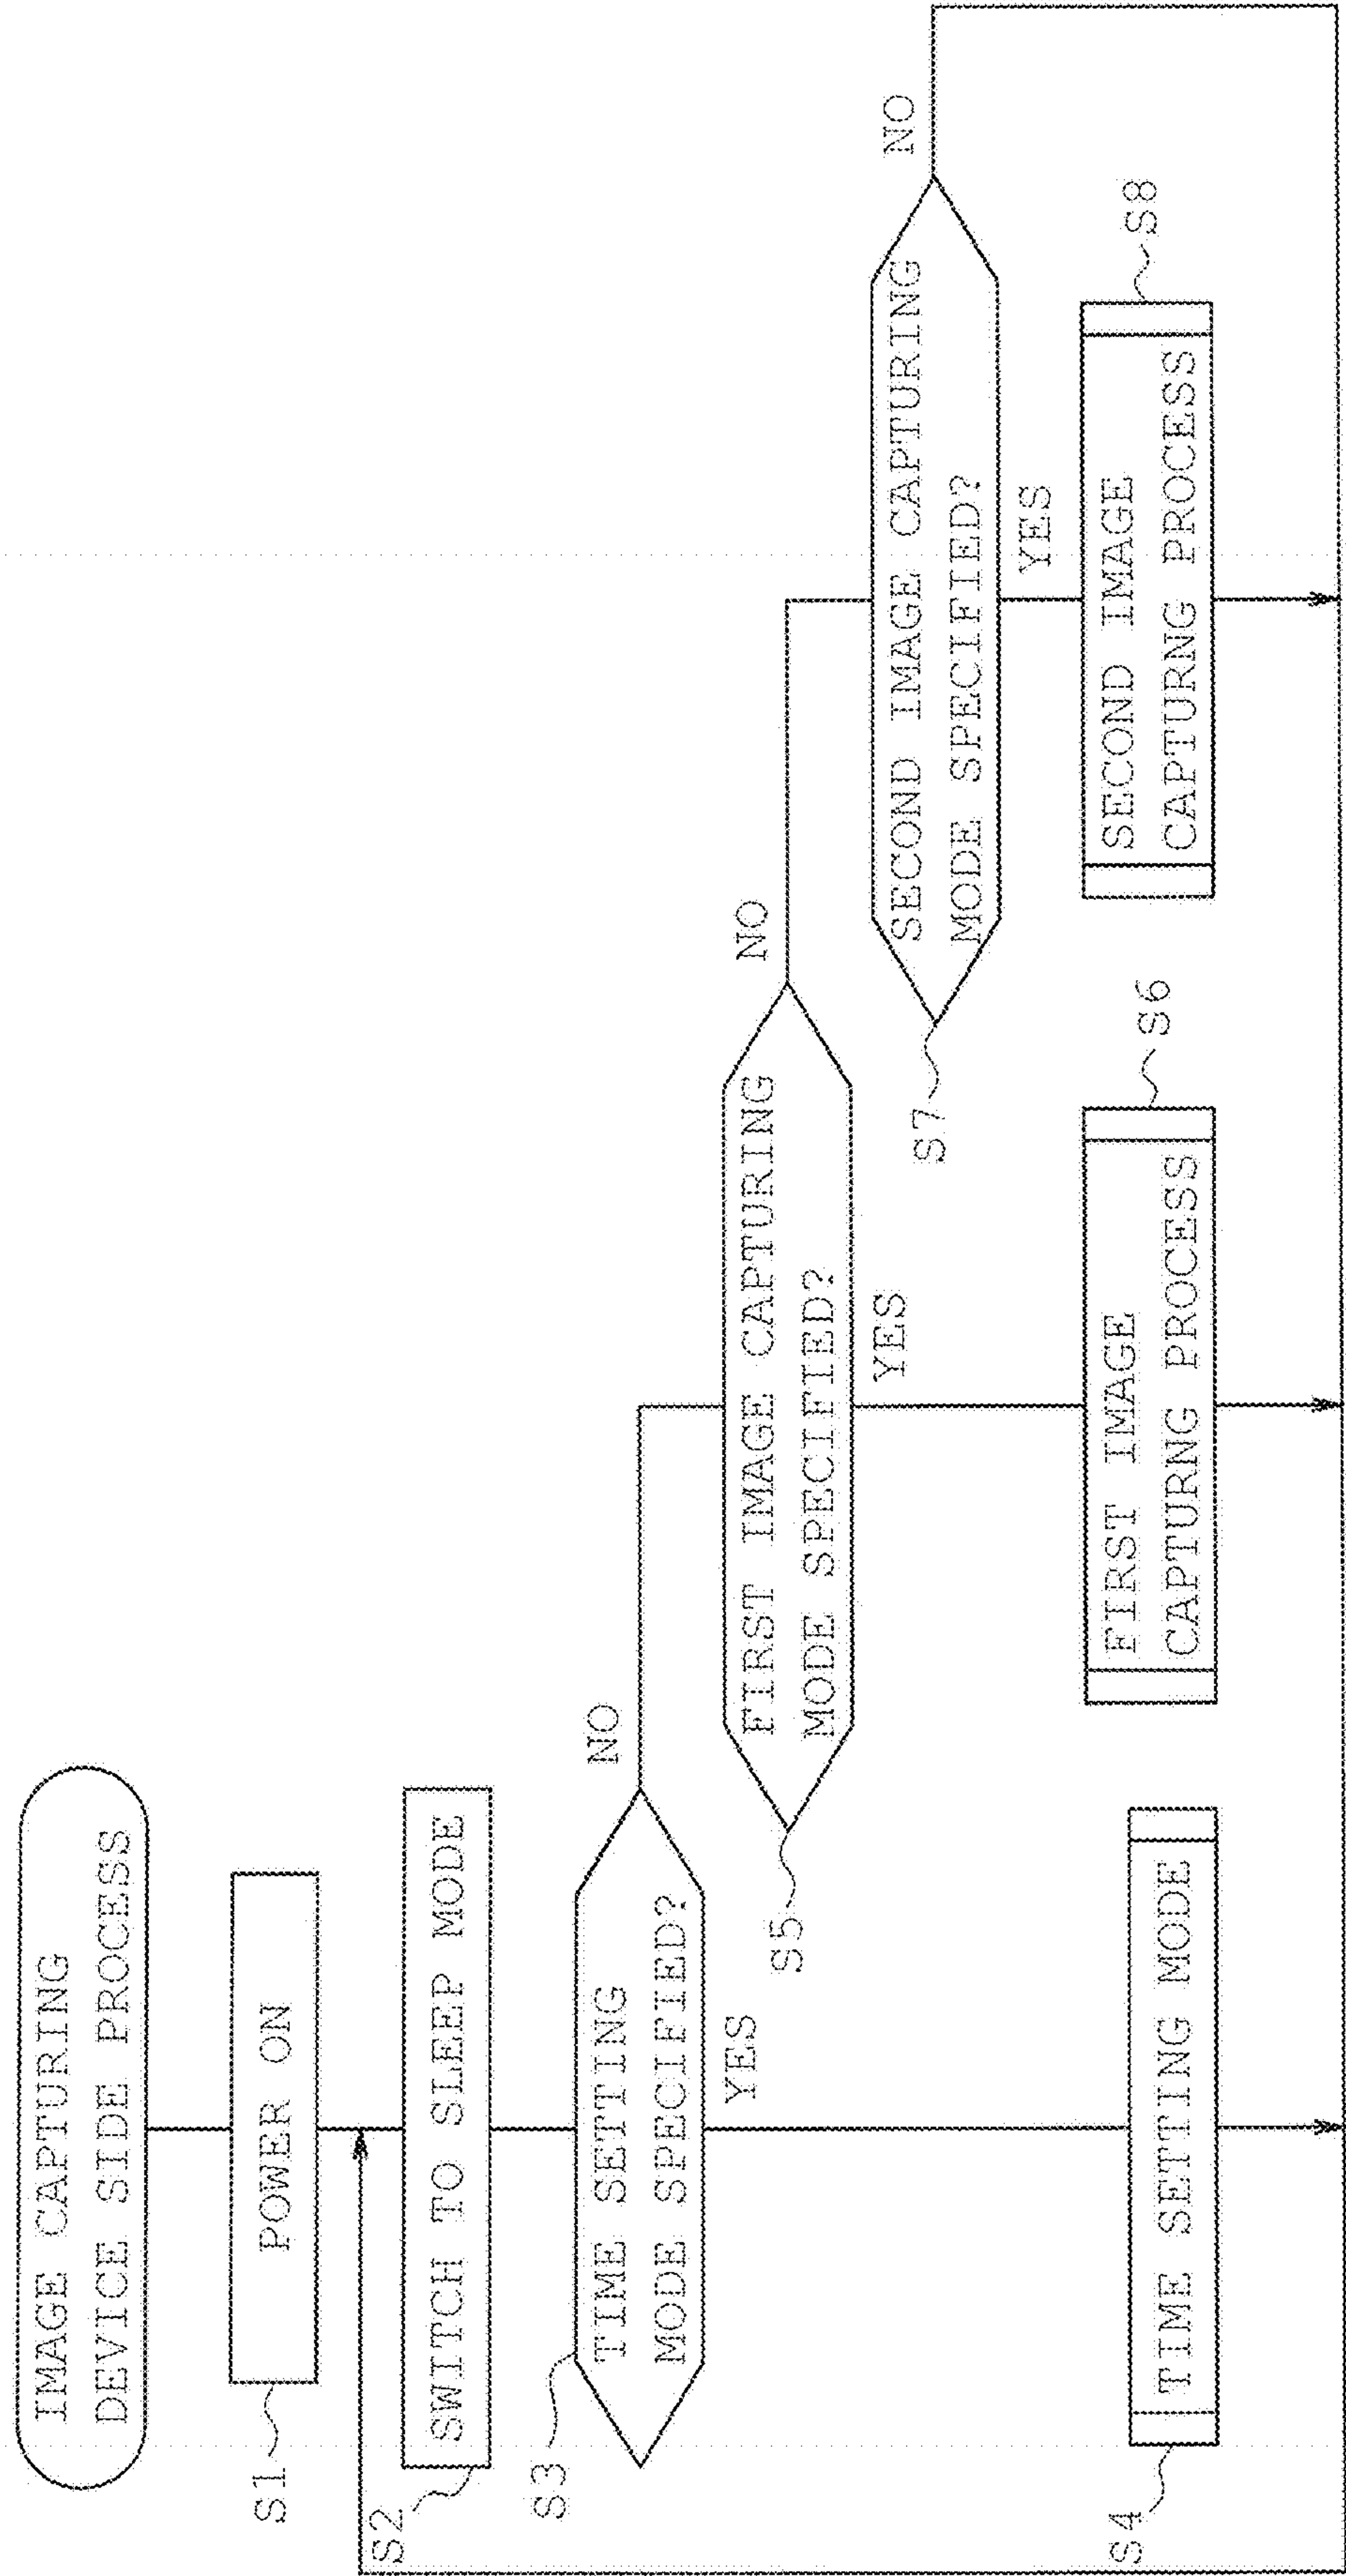 IMAGE CAPTURING
DEVICE SIDE PROCESS
S1
POWER ON
S2
SWITCH TO SLEEP MODE
S3
TIME SETTING
MODE SPECIFIED?
NO
YES
S5
FIRST IMAGE CAPTURING
MODE SPECIFIED?
NO
YES
S7
SECOND IMAGE CAPTURING
MODE SPECIFIED?
NO
YES
S4
TIME SETTING MODE
FIRST IMAGE
CAPTURNG PROCESS
S6
SECOND IMAGE
CAPTURNG PROCESS
S8